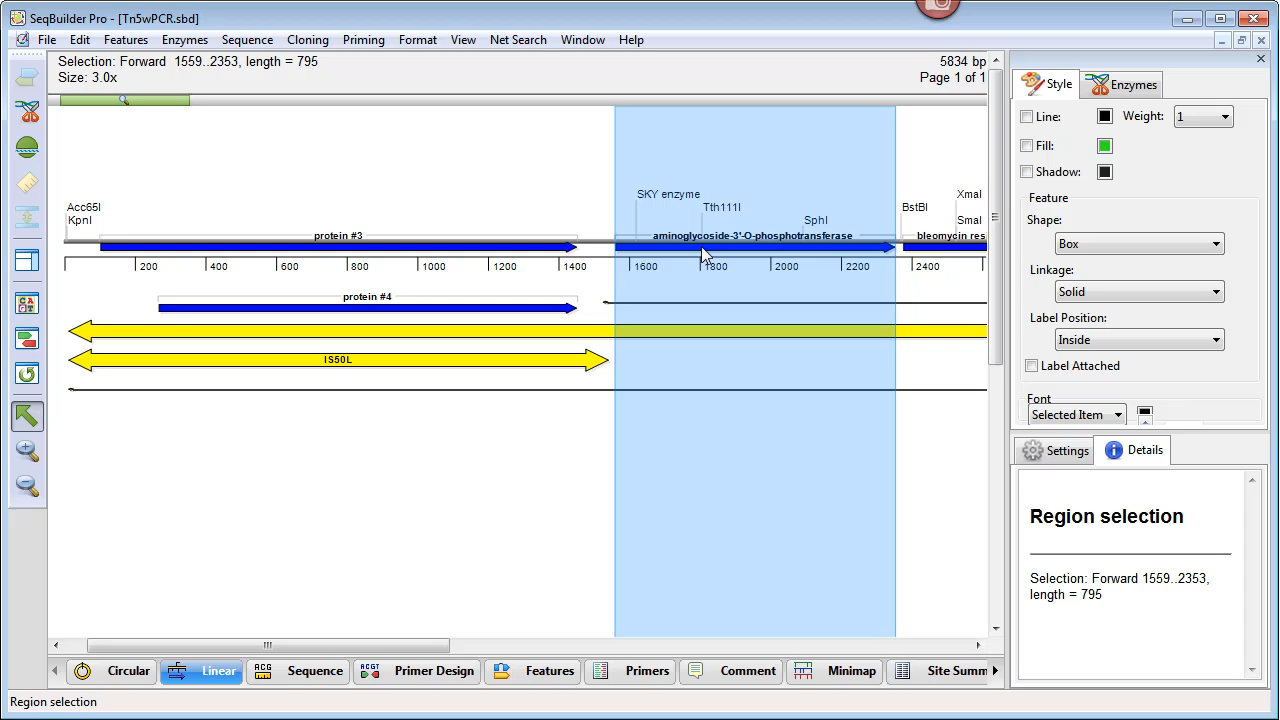 SeqBuilder Pro - [Tn5wPCR.sbd]
File Edit Features Enzymes Sequence Cloning Priming Format View Net Search Window Help
Selection: Forward 1559..2353, length = 795
5834 bp
Size: 3.0x
Page 1 of 1
Style
Enzymes
Line:
Weight: 1
Fill:
Shadow:
Feature
Shape:
Box
Linkage:
Solid
Label Position:
Inside
Label Attached
Font
Selected Item
SKY enzyme
XmaI
Acc65I
Tth111I
BstBI
KpnI
SphI
SmaI
protein #3
aminoglycoside-3'-O-phosphotransferase
bleomycin res
200 400 600 800 1000 1200 1400 1600 1800 2000 2200 2400
protein #4
IS50L
Settings
Details
Region selection
Selection: Forward 1559..2353,
length = 795
Circular Linear Sequence Primer Design Features Primers Comment Minimap Site Summ
Region selection